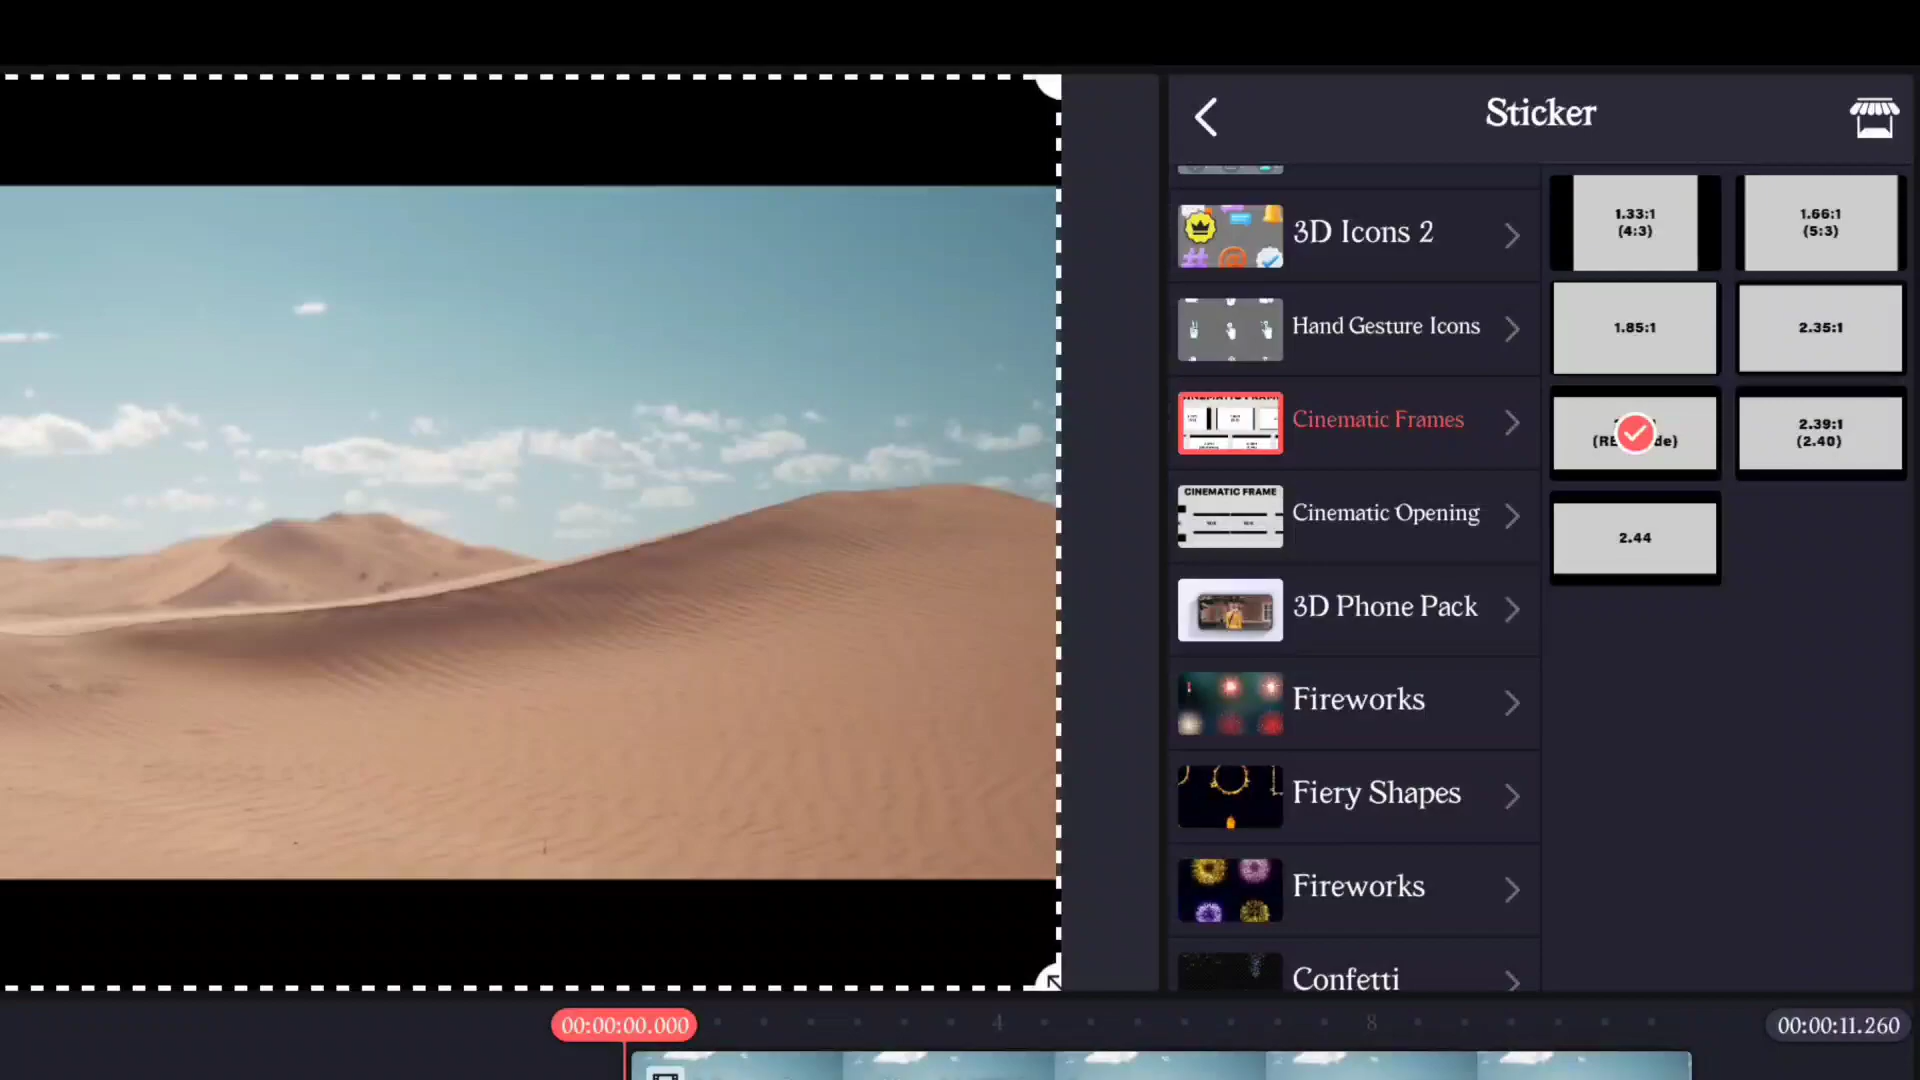 Sticker
3D Icons 2
Hand Gesture Icons
Cinematic Frames
CINEMATIC FRAME
Cinematic Opening
3D Phone Pack
Fireworks
Fiery Shapes
Fireworks
Confetti
1.33:1
(4:3)
1.66:1
(5:3)
1.85:1
2.35:1
2.39:1
(2.40)
2.44
00:00:00.000
4
8
00:00:11.260